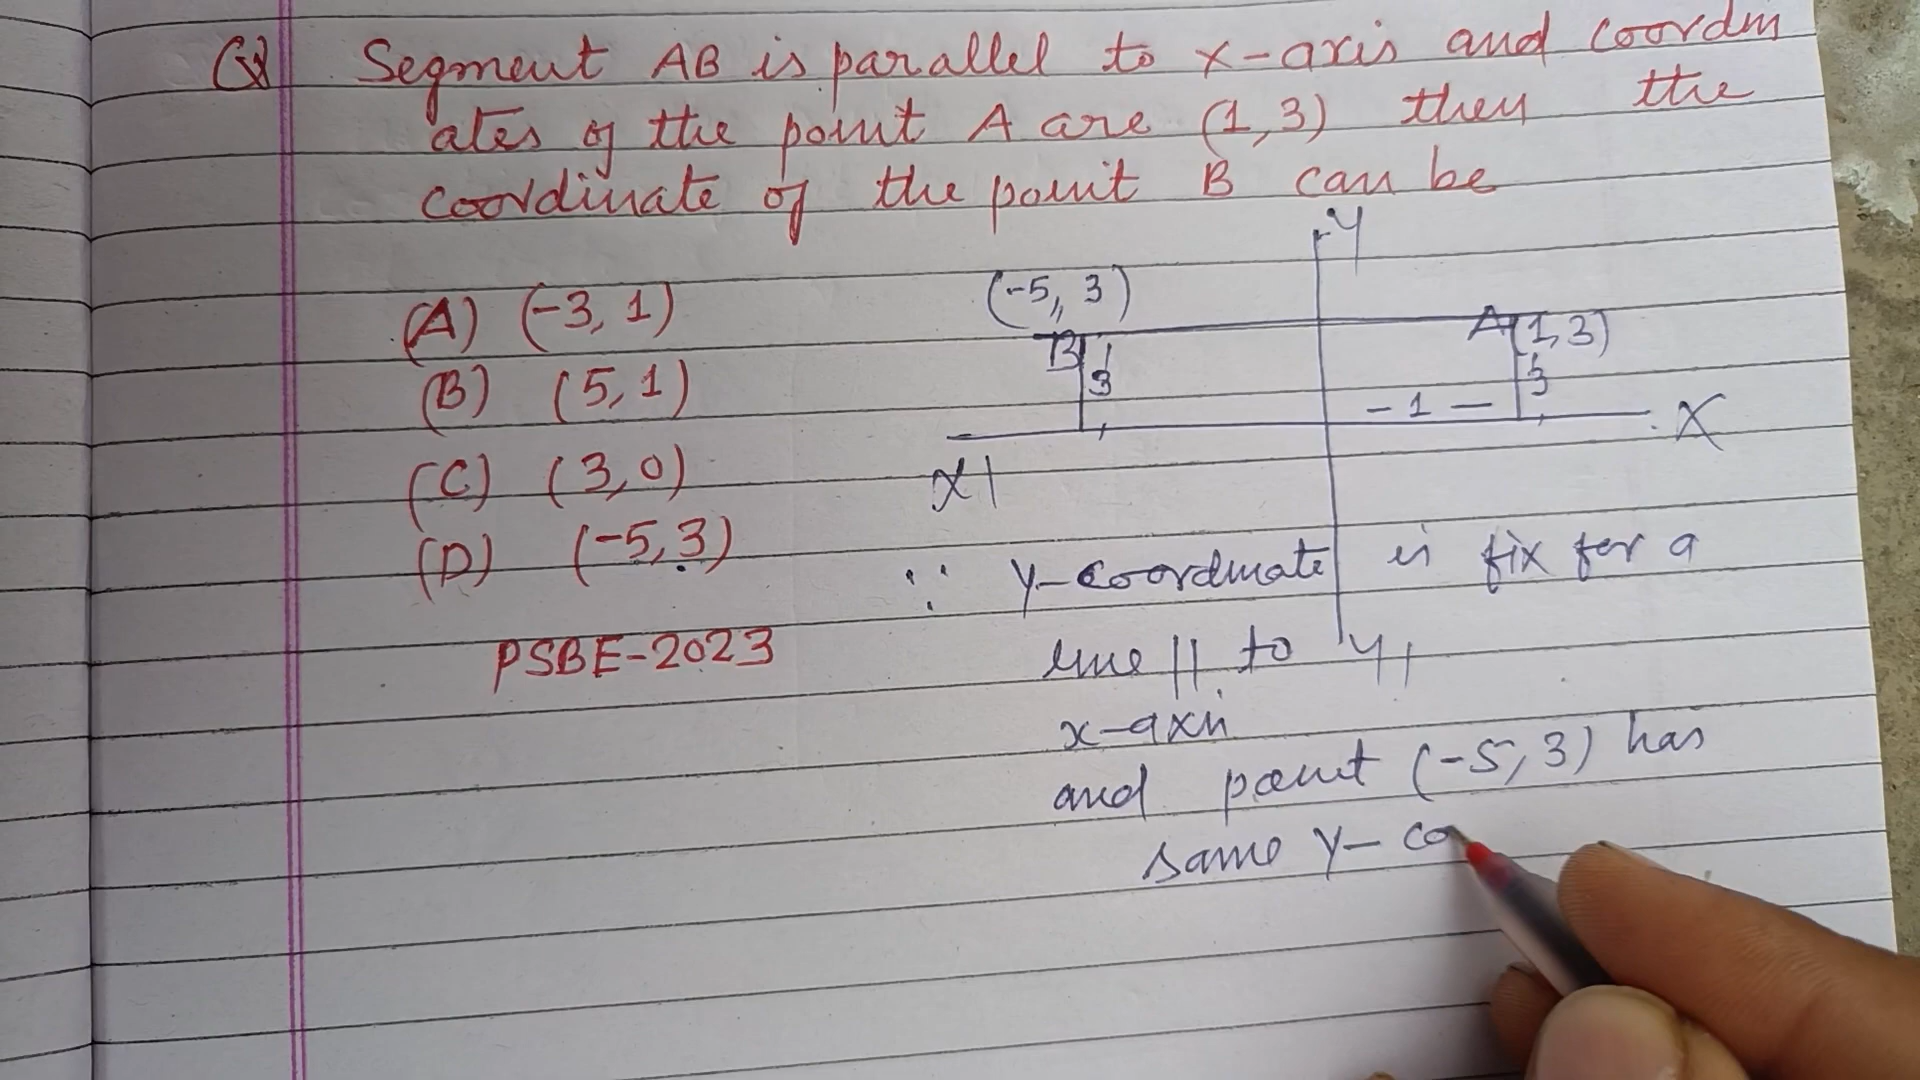 Q Segment AB is parallel to x-axis and coordin
ates of the point A are (1,3) then the
coordinate of the point B can be
(A) (-3, 1)
(B) (5, 1)
(C) (3, 0)
(D) (-5, 3)
PSBE-2023
Y
(-5, 3)
B
3
A(1,3)
3
- 1 -
X
X'
∵ Y-coordinate is fix for a
line || to
Y'
x-axis
and point (-5, 3) has
same Y- co